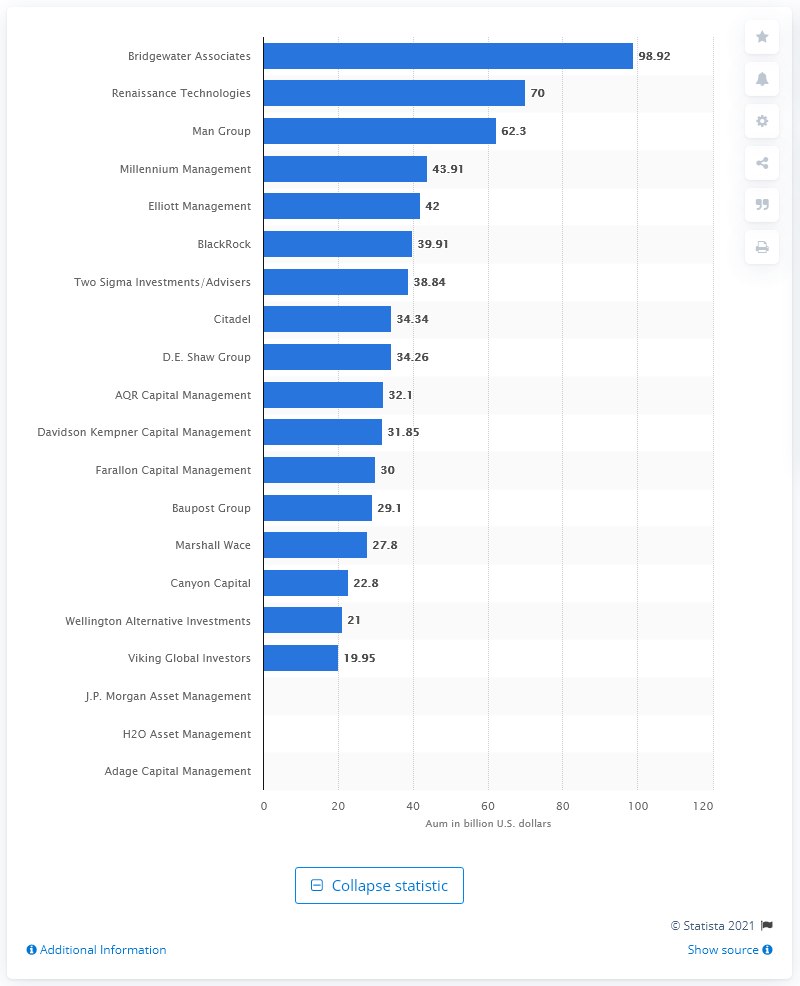 Bridgewater Associates 98.92
Renaissance Technologies 70
Man Group 62.3
Millennium Management 43.91
Elliott Management 42
BlackRock 39.91
Two Sigma Investments/Advisers 38.84
Citadel 34.34
D.E. Shaw Group 34.26
AQR Capital Management 32.1
Davidson Kempner Capital Management 31.85
Farallon Capital Management 30
Baupost Group 29.1
Marshall Wace 27.8
Canyon Capital 22.8
Wellington Alternative Investments 21
Viking Global Investors 19.95
J.P. Morgan Asset Management
H2O Asset Management
Adage Capital Management
0 20 40 60 80 100 120
Aum in billion U.S. dollars
Collapse statistic
© Statista 2021
Additional Information Show source